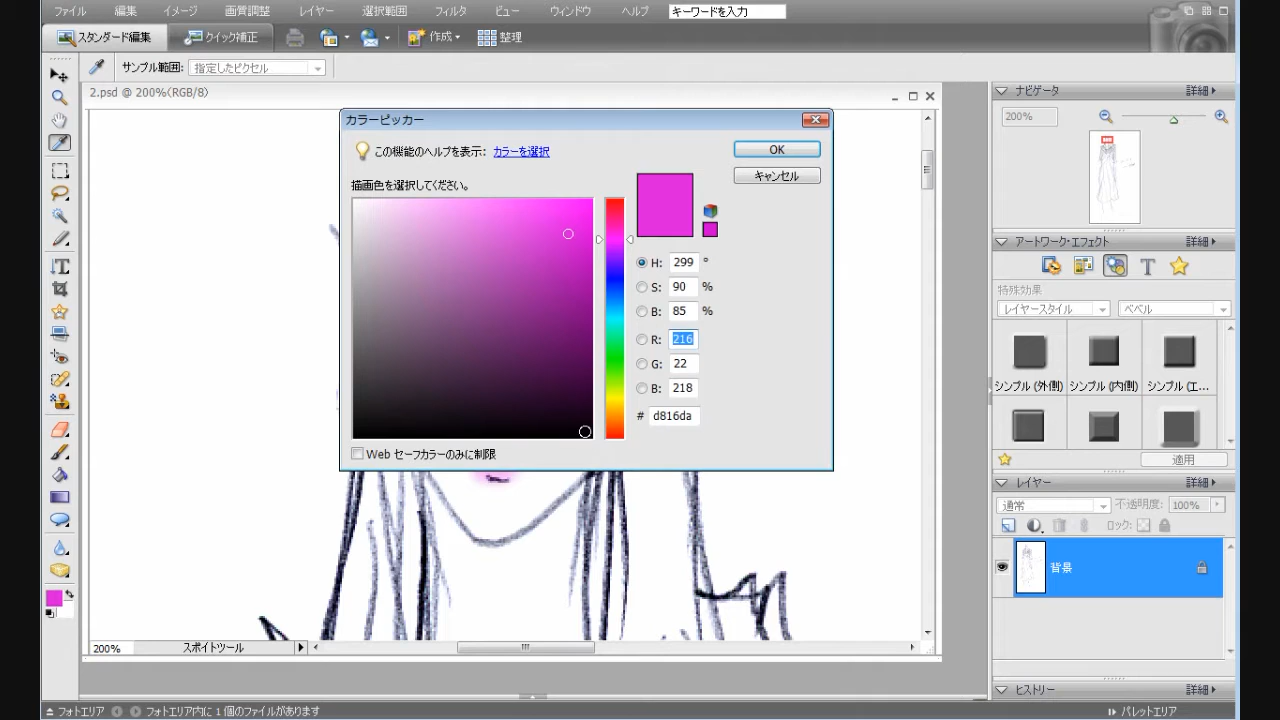 ファイル 編集 イメージ 画質調整 レイヤー 選択範囲 フィルタ ビュー ウィンドウ ヘルプ キーワードを入力
スタンダード編集 クイック補正 作成 整理
サンプル範囲: 指定したピクセル
2.psd @ 200%(RGB/8)
カラーピッカー
この機能のヘルプを表示: カラーを選択
OK
キャンセル
描画色を選択してください。
H: 299 °
S: 90 %
B: 85 %
R: 216
G: 22
B: 218
# d816da
Web セーフカラーのみに制限
ナビゲータ 詳細
200%
アートワーク・エフェクト 詳細
特殊効果
レイヤースタイル ベベル
シンプル (外側) シンプル (内側) シンプル (エ...
適用
レイヤー 詳細
通常 不透明度: 100%
ロック:
背景
200% スポイトツール
ヒストリー 詳細
フォトエリア フォトエリア内に 1 個のファイルがあります パレットエリア